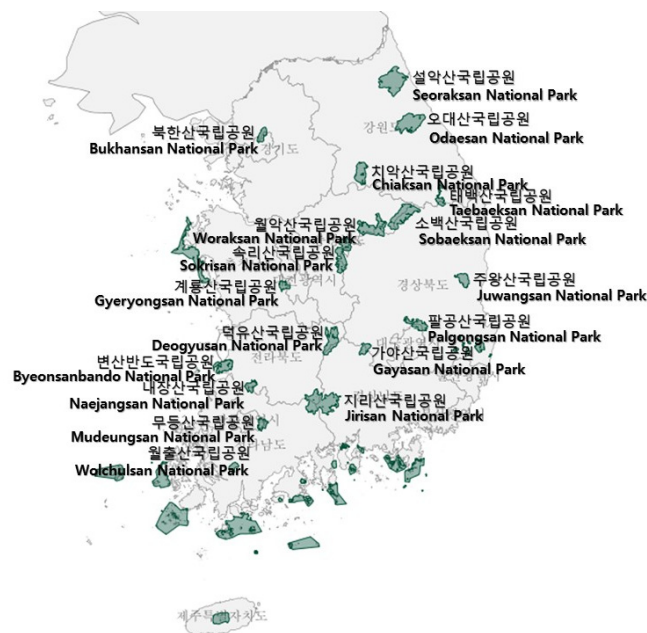 설악산국립공원
Seoraksan National Park
오대산국립공원
Odaesan National Park
강원도
북한산국립공원
Bukhansan National Park
경기도
치악산국립공원
Chiaksan National Park
태백산국립공원
Taebaeksan National Park
월악산국립공원
Woraksan National Park
소백산국립공원
Sobaeksan National Park
속리산국립공원
Sokrisan National Park
계룡산국립공원
Gyeryongsan National Park
경상북도
주왕산국립공원
Juwangsan National Park
덕유산국립공원
Deogyusan National Park
팔공산국립공원
Palgongsan National Park
변산반도국립공원
Byeonsanbando National Park
전라북도
가야산국립공원
Gayasan National Park
내장산국립공원
Naejangsan National Park
지리산국립공원
Jirisan National Park
무등산국립공원
Mudeungsan National Park
월출산국립공원
Wolchulsan National Park